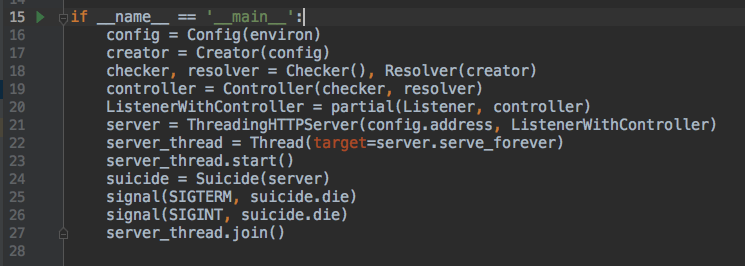 15 if __name__ == '__main__':
16 config = Config(environ)
17 creator = Creator(config)
18 checker, resolver = Checker(), Resolver(creator)
19 controller = Controller(checker, resolver)
20 ListenerWithController = partial(Listener, controller)
21 server = ThreadingHTTPServer(config.address, ListenerWithController)
22 server_thread = Thread(target=server.serve_forever)
23 server_thread.start()
24 suicide = Suicide(server)
25 signal(SIGTERM, suicide.die)
26 signal(SIGINT, suicide.die)
27 server_thread.join()
28